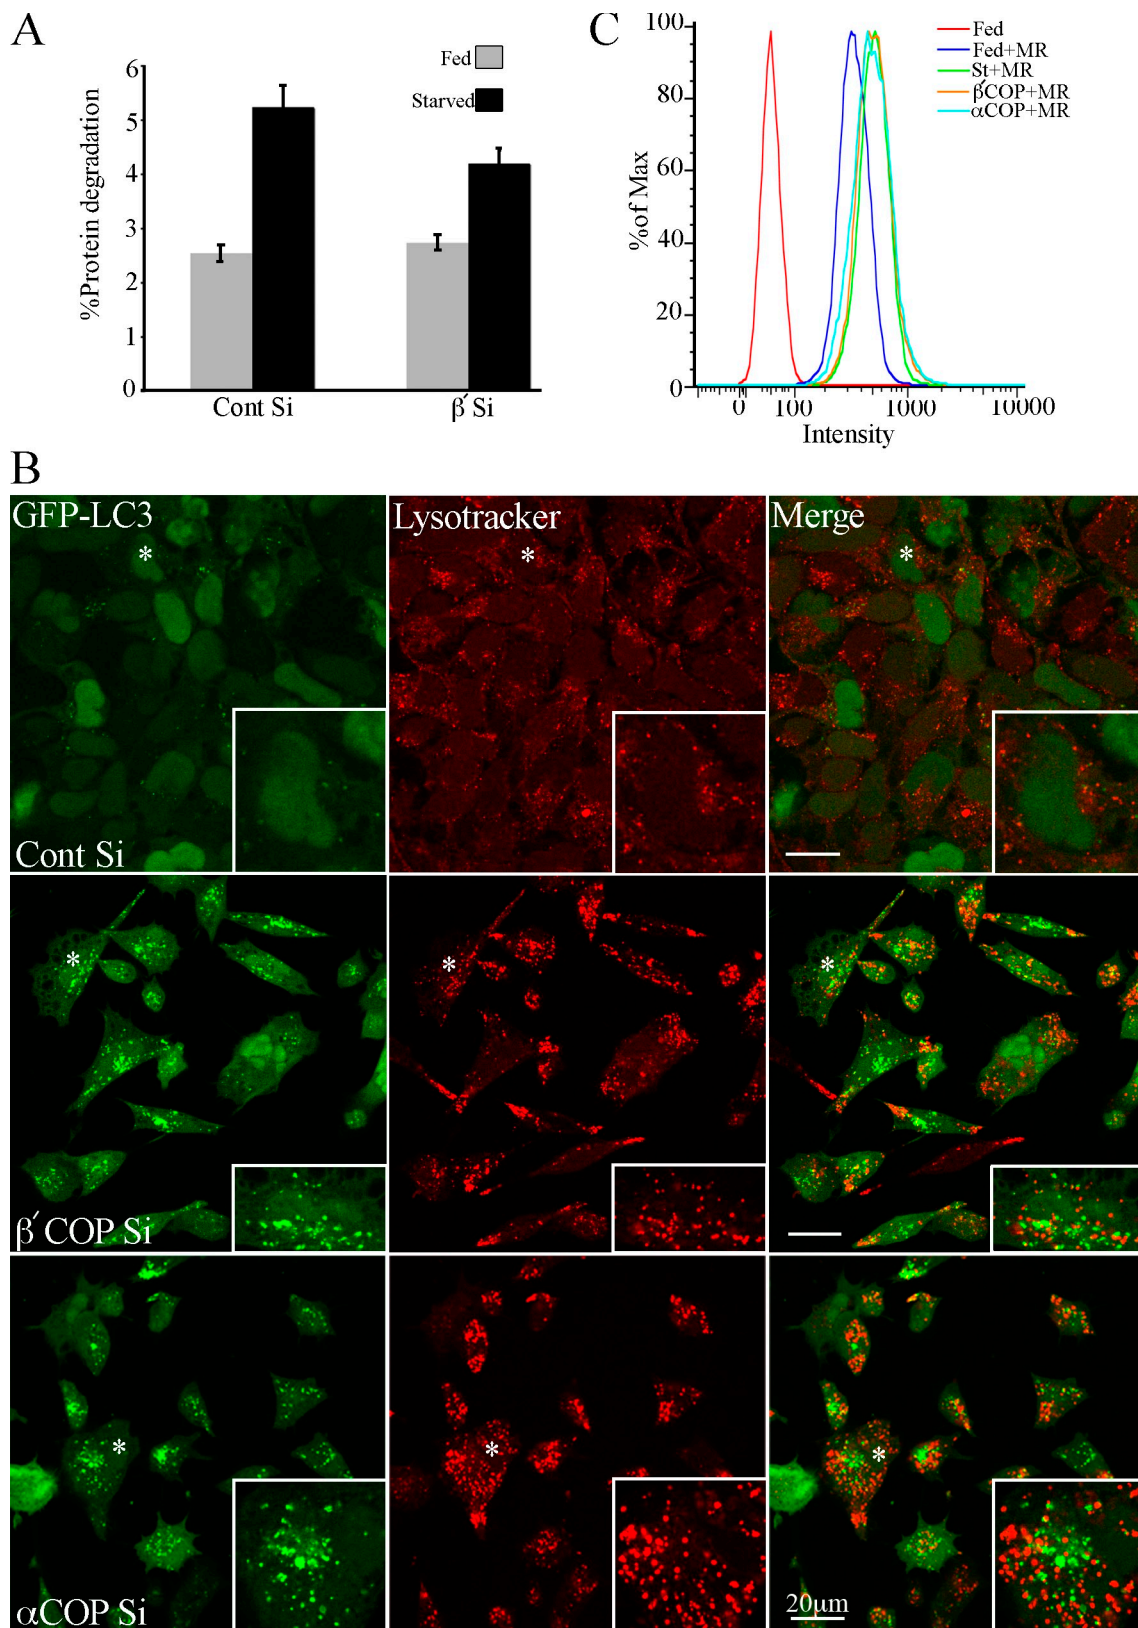 A
Fed
Starved
%Protein degradation
6
5
4
3
2
1
0
Cont Si
β′ Si
C
Fed
Fed+MR
St+MR
β′COP+MR
αCOP+MR
%of Max
100
80
60
40
20
0
0 100 1000 10000
Intensity
B
GFP-LC3 Lysotracker Merge
* * *
Cont Si
* * *
β′ COP Si
* * *
αCOP Si
20μm